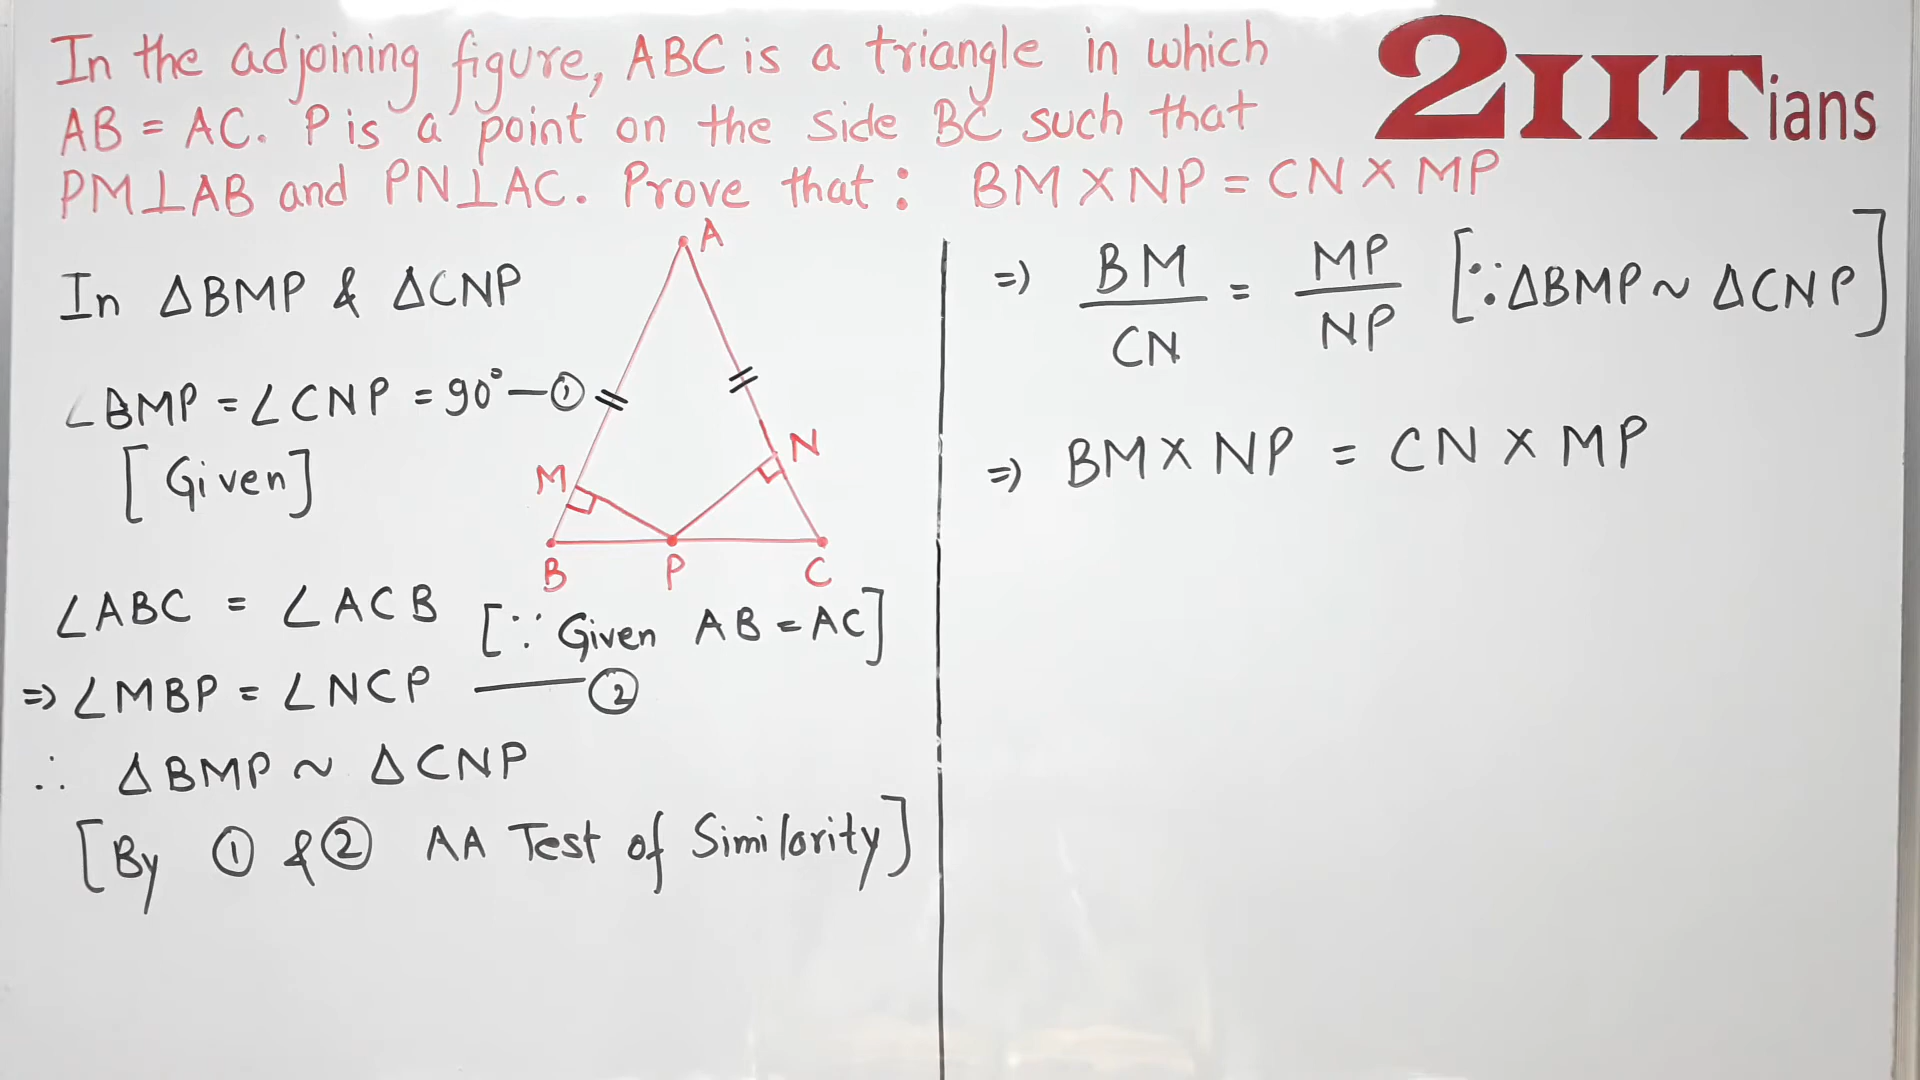 In the adjoining figure, ABC is a triangle in which
AB = AC. P is a point on the side BC such that
PM⊥AB and PN⊥AC. Prove that: BM × NP = CN × MP
2IITians
In ΔBMP & ΔCNP
∠BMP = ∠CNP = 90° — ①
[Given]
A
M
N
B P C
∠ABC = ∠ACB [∵ Given AB = AC]
⇒ ∠MBP = ∠NCP — ②
∴ ΔBMP ~ ΔCNP
[By ① & ② AA Test of Similarity]
⇒ BM/CN = MP/NP [∵ ΔBMP ~ ΔCNP]
⇒ BM × NP = CN × MP